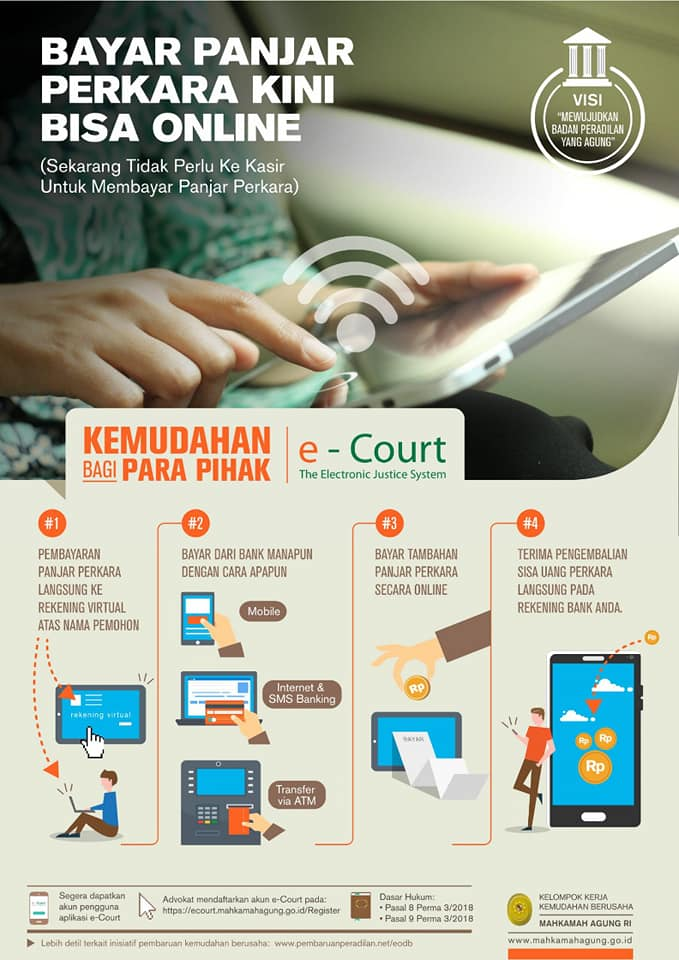 BAYAR PANJAR
PERKARA KINI
BISA ONLINE
(Sekarang Tidak Perlu Ke Kasir
Untuk Membayar Panjar Perkara)
VISI
"MEWUJUDKAN
BADAN PERADILAN
YANG AGUNG"
KEMUDAHAN
BAGI PARA PIHAK
e - Court
The Electronic Justice System
#1
PEMBAYARAN
PANJAR PERKARA
LANGSUNG KE
REKENING VIRTUAL
ATAS NAMA PEMOHON
rekening virtual
#2
BAYAR DARI BANK MANAPUN
DENGAN CARA APAPUN
Mobile
Internet &
SMS Banking
Transfer
via ATM
#3
BAYAR TAMBAHAN
PANJAR PERKARA
SECARA ONLINE
Rp
BAYAR
#4
TERIMA PENGEMBALIAN
SISA UANG PERKARA
LANGSUNG PADA
REKENING BANK ANDA.
Rp
Rp
Rp
Rp
Segera dapatkan
akun pengguna
aplikasi e-Court
Advokat mendaftarkan akun e-Court pada:
https://ecourt.mahkamahagung.go.id/Register
Dasar Hukum:
• Pasal 8 Perma 3/2018
• Pasal 9 Perma 3/2018
KELOMPOK KERJA
KEMUDAHAN BERUSAHA
MAHKAMAH AGUNG RI
www.mahkamahagung.go.id
Lebih detil terkait inisiatif pembaruan kemudahan berusaha: www.pembaruanperadilan.net/eodb